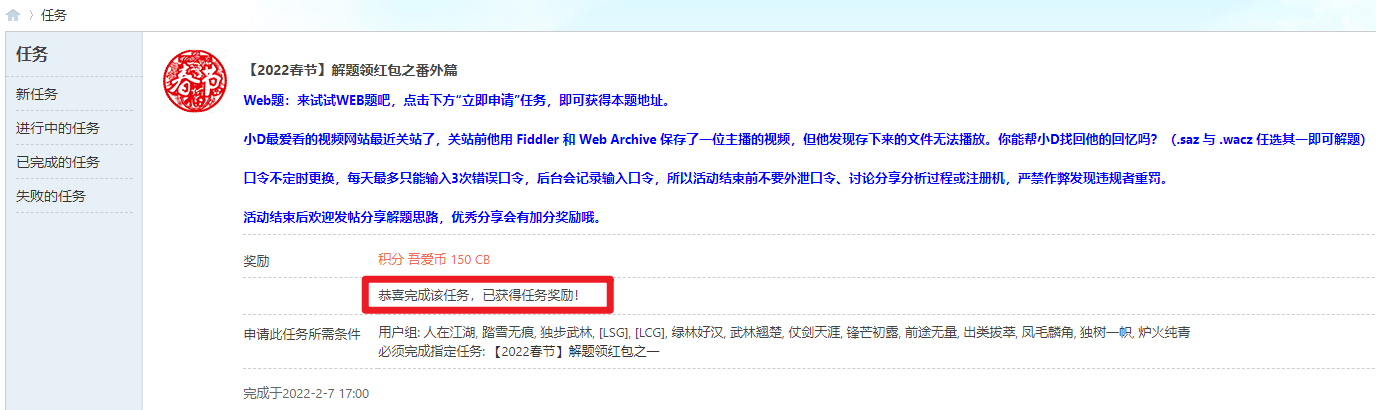 任务
任务
新任务
进行中的任务
已完成的任务
失败的任务
春节
【2022春节】解题领红包之番外篇
Web题：来试试WEB题吧，点击下方“立即申请”任务，即可获得本题地址。
小D最爱看的视频网站最近关站了，关站前他用 Fiddler 和 Web Archive 保存了一位主播的视频，但他发现存下来的文件无法播放。你能帮小D找回他的回忆吗？（.saz 与 .wacz 任选其一即可解题）
口令不定时更换，每天最多只能输入3次错误口令，后台会记录输入口令，所以活动结束前不要外泄口令、讨论分享分析过程或注册机，严禁作弊发现违规者重罚。
活动结束后欢迎发帖分享解题思路，优秀分享会有加分奖励哦。
奖励 积分 吾爱币 150 CB
恭喜完成该任务，已获得任务奖励！
申请此任务所需条件 用户组: 人在江湖, 踏雪无痕, 独步武林, [LSG], [LCG], 绿林好汉, 武林翘楚, 仗剑天涯, 锋芒初露, 前途无量, 出类拔萃, 凤毛麟角, 独树一帜, 炉火纯青
必须完成指定任务: 【2022春节】解题领红包之一
完成于2022-2-7 17:00